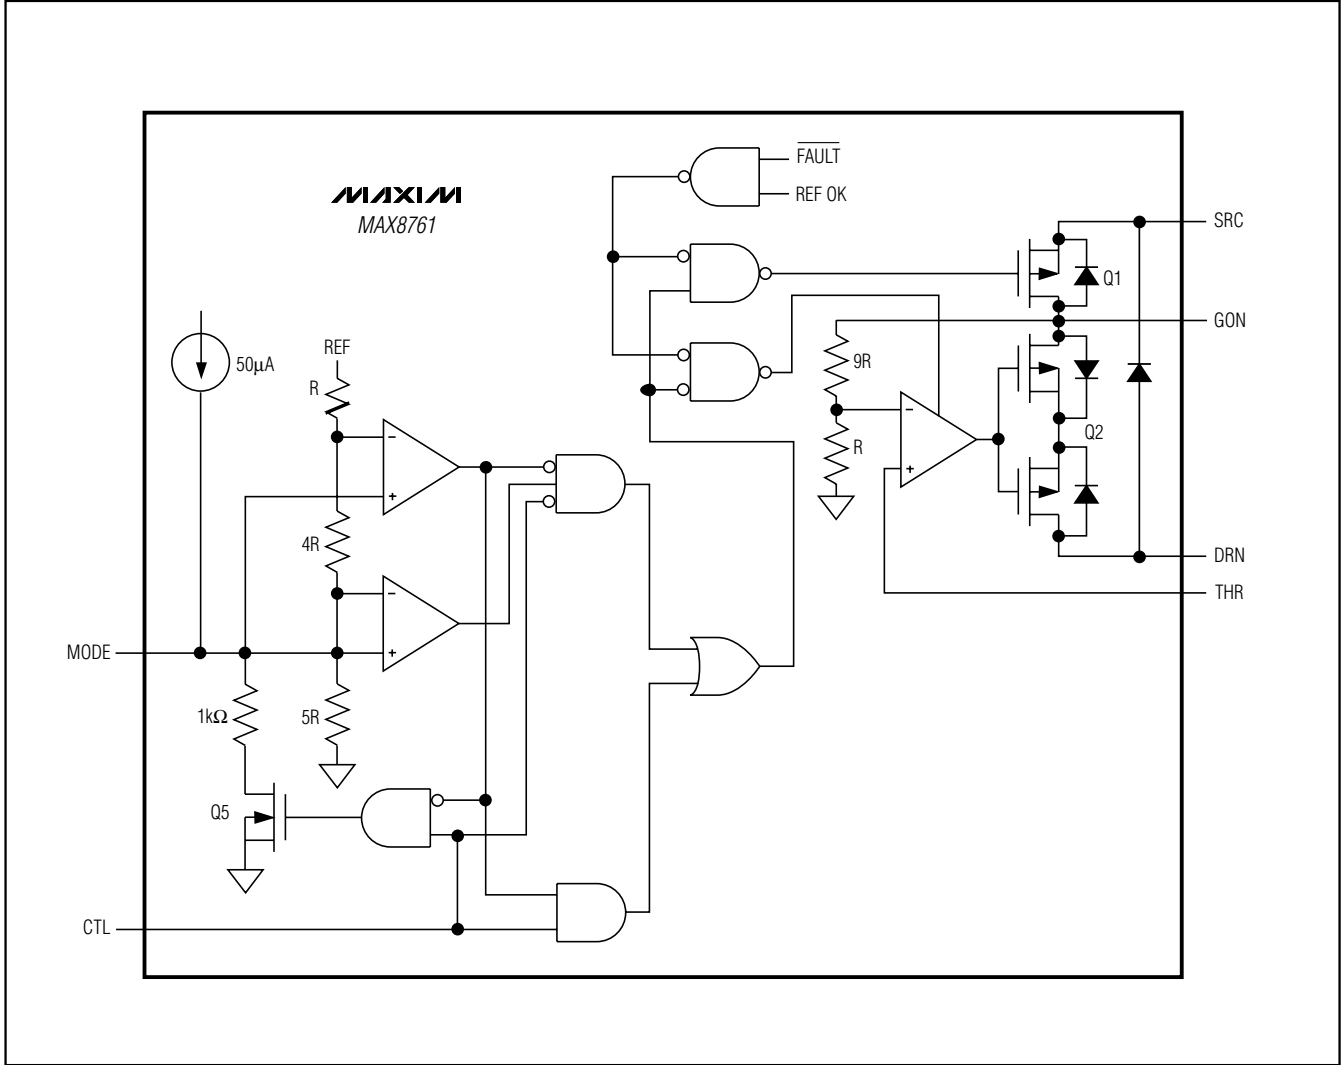 FAULT
REF OK
MAXIM
MAX8761
SRC
Q1
GON
50µA
REF
R
9R
–
Q2
R
–
+
+
4R
DRN
–
THR
MODE
+
1kΩ
5R
Q5
CTL